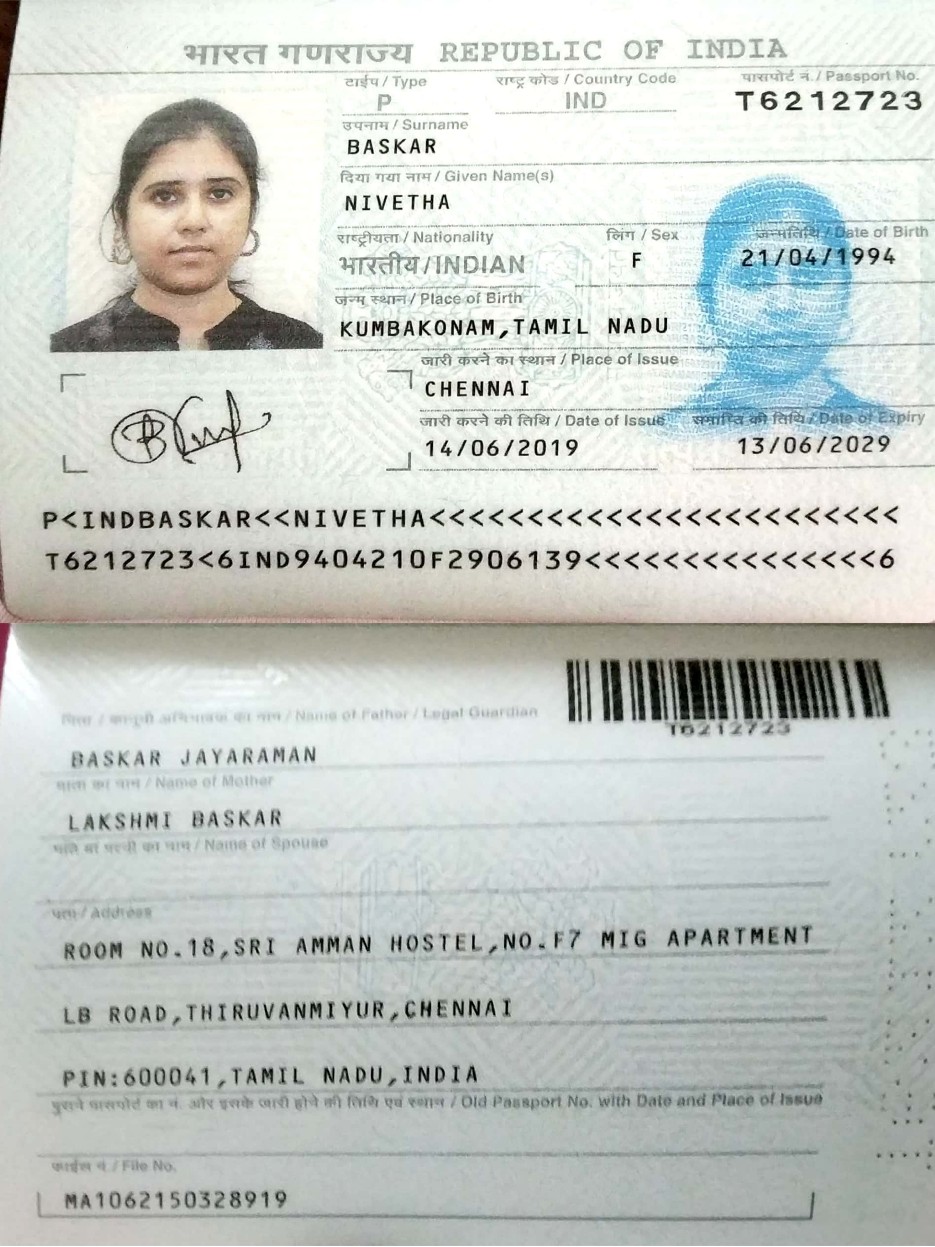 भारत गणराज्य REPUBLIC OF INDIA
टाईप / Type राष्ट्र कोड / Country Code पासपोर्ट नं. / Passport No.
P IND T6212723
उपनाम / Surname
BASKAR
दिया गया नाम / Given Name(s)
NIVETHA
राष्ट्रीयता / Nationality लिंग / Sex जन्मतिथि / Date of Birth
भारतीय/INDIAN F 21/04/1994
जन्म स्थान / Place of Birth
KUMBAKONAM,TAMIL NADU
जारी करने का स्थान / Place of Issue
CHENNAI
जारी करने की तिथि / Date of Issue समाप्ति की तिथि / Date of Expiry
14/06/2019 13/06/2029
P<INDBASKAR<<NIVETHA<<<<<<<<<<<<<<<<<<<<<<<<
T6212723<6IND9404210F2906139<<<<<<<<<<<<<<<6
T6212723
पिता / कानूनी अभिभावक का नाम / Name of Father / Legal Guardian
BASKAR JAYARAMAN
माता का नाम / Name of Mother
LAKSHMI BASKAR
पति या पत्नी का नाम / Name of Spouse
पता / Address
ROOM NO.18,SRI AMMAN HOSTEL,NO.F7 MIG APARTMENT
LB ROAD,THIRUVANMIYUR,CHENNAI
PIN:600041,TAMIL NADU,INDIA
पुराने पासपोर्ट का नं. और इसके जारी होने की तिथि एवं स्थान / Old Passport No. with Date and Place of Issue
फाईल नं. / File No.
MA1062150328919